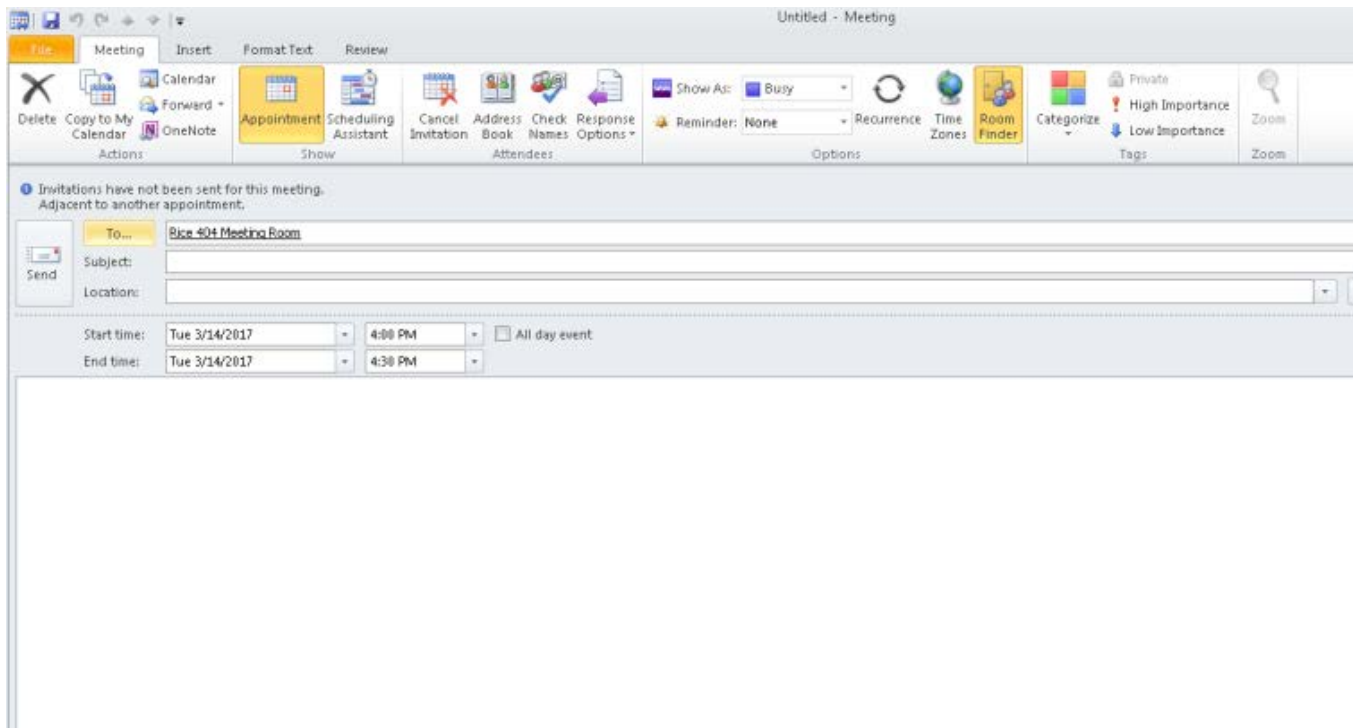 Untitled - Meeting
File Meeting Insert Format Text Review
Delete
Copy to My Calendar
Calendar
Forward
OneNote
Actions
Appointment
Scheduling Assistant
Show
Cancel Invitation
Address Book
Check Names
Response Options
Attendees
Show As: Busy
Reminder: None
Recurrence
Time Zones
Room Finder
Options
Categorize
Private
High Importance
Low Importance
Tags
Zoom
Zoom
Invitations have not been sent for this meeting.
Adjacent to another appointment.
Send
To... Rice 404 Meeting Room
Subject:
Location:
Start time: Tue 3/14/2017 4:00 PM All day event
End time: Tue 3/14/2017 4:30 PM